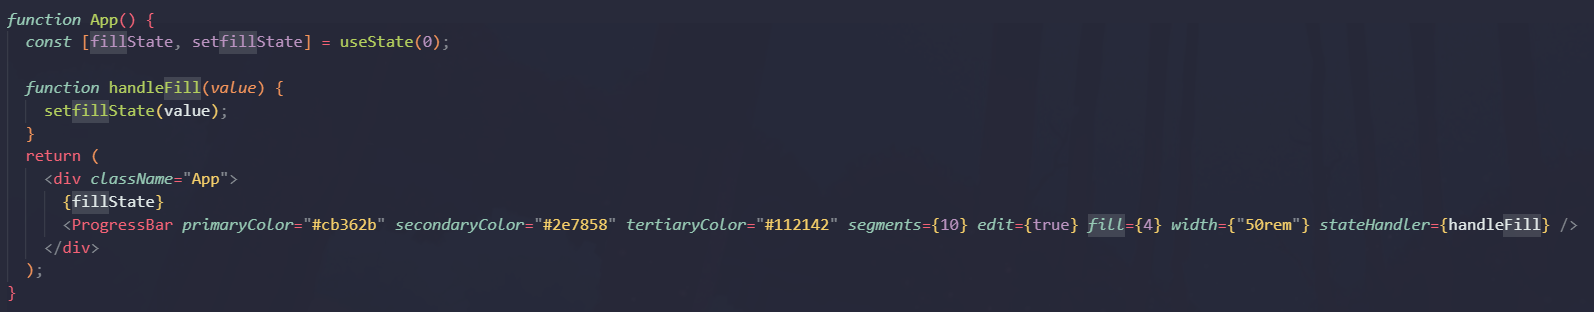 function App() {
const [fillState, setfillState] = useState(0);
function handleFill(value) {
setfillState(value);
}
return (
<div className="App">
{fillState}
<ProgressBar primaryColor="#cb362b" secondaryColor="#2e7858" tertiaryColor="#112142" segments={10} edit={true} fill={4} width={"50rem"} stateHandler={handleFill} />
</div>
);
}